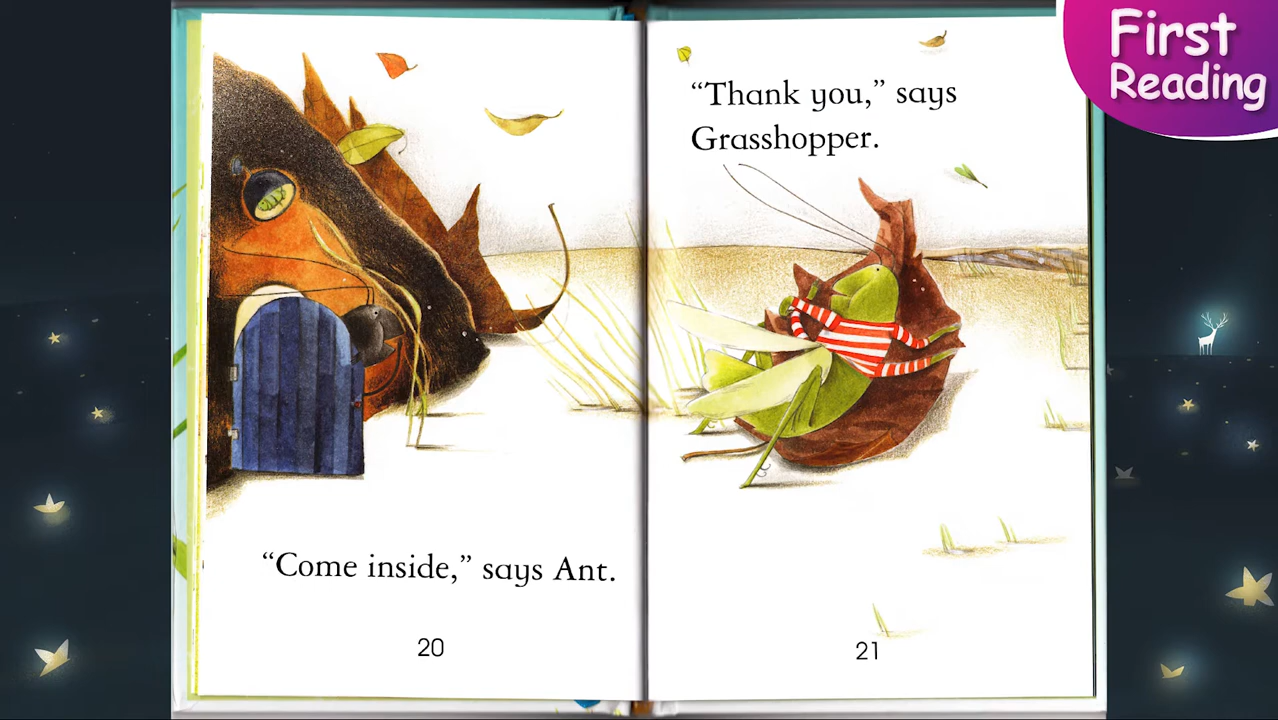 “Come inside,” says Ant.
20
“Thank you,” says
Grasshopper.
21
First
Reading